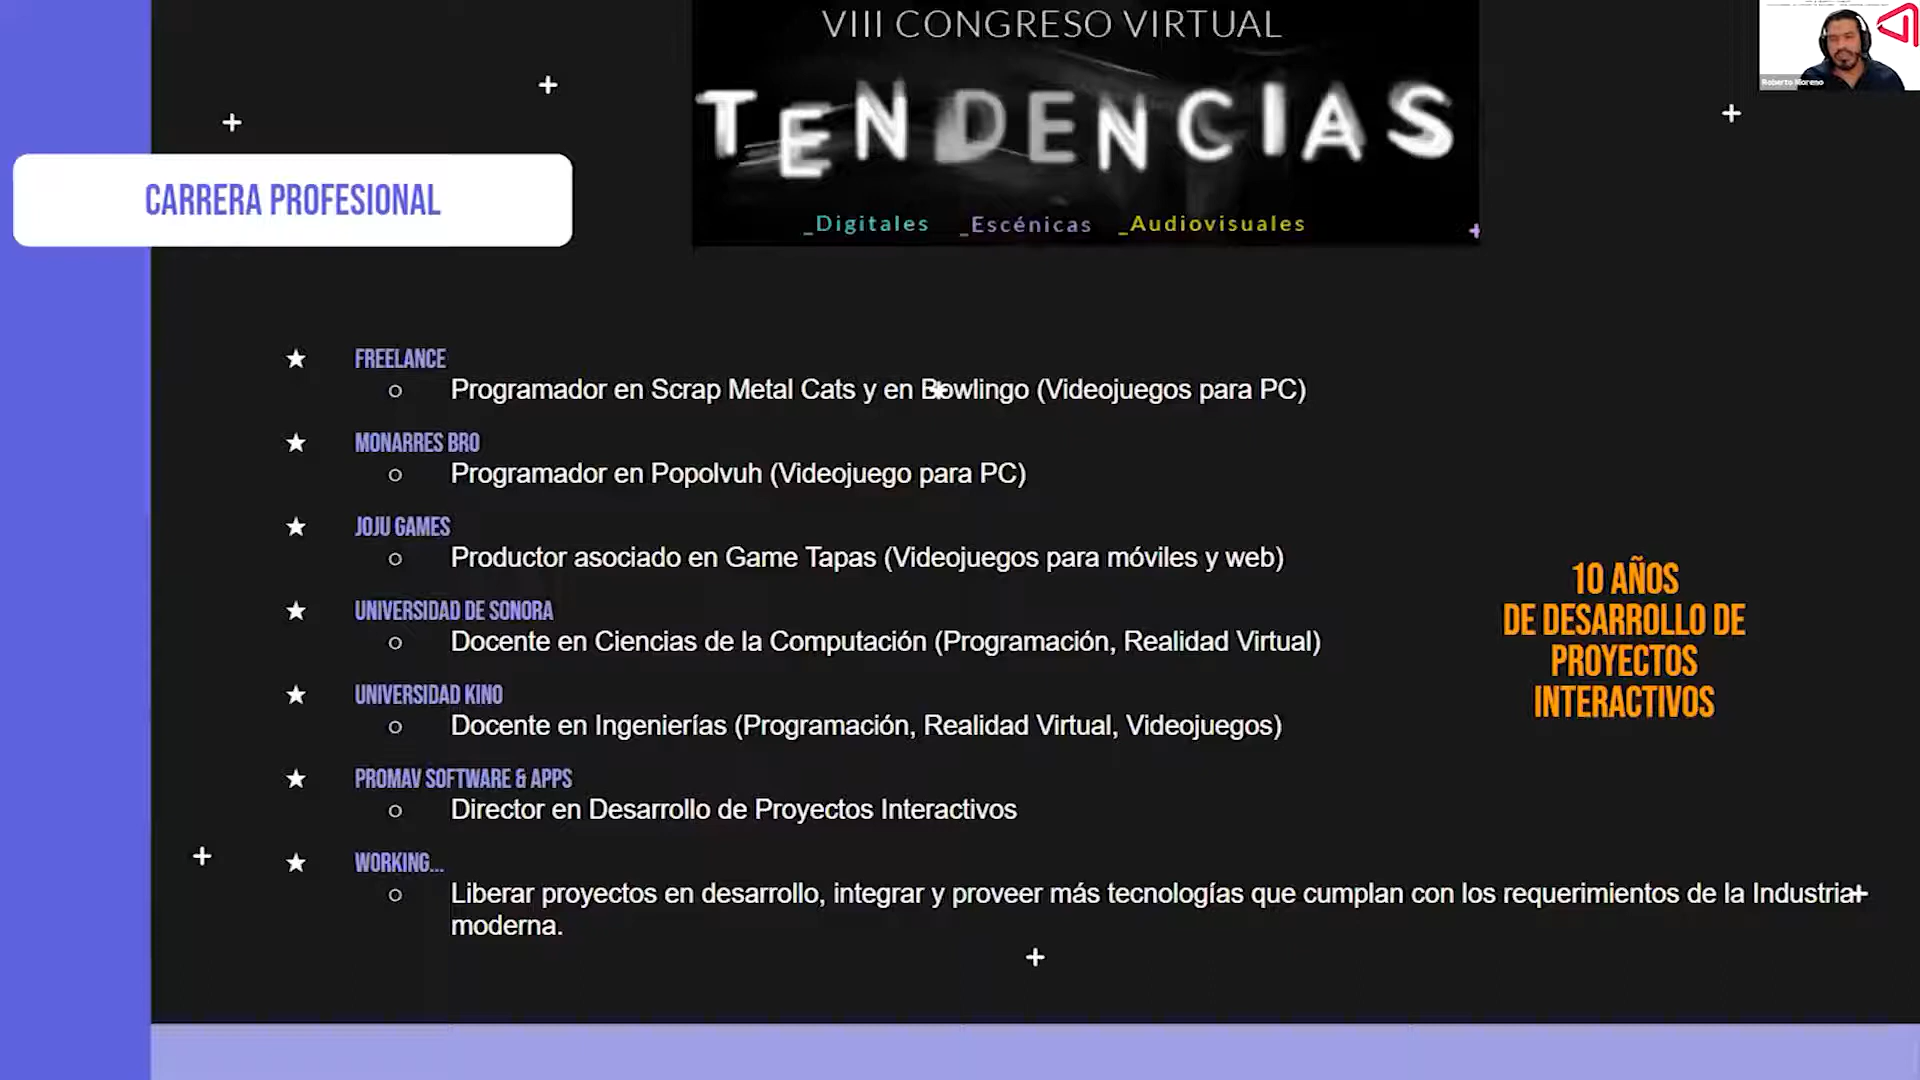 VIII CONGRESO VIRTUAL
TENDENCIAS
_Digitales _Escénicas _Audiovisuales
Roberto Moreno
CARRERA PROFESIONAL
FREELANCE
Programador en Scrap Metal Cats y en Bowlingo (Videojuegos para PC)
MONARRES BRO
Programador en Popolvuh (Videojuego para PC)
JOJU GAMES
Productor asociado en Game Tapas (Videojuegos para móviles y web)
UNIVERSIDAD DE SONORA
Docente en Ciencias de la Computación (Programación, Realidad Virtual)
UNIVERSIDAD KINO
Docente en Ingenierías (Programación, Realidad Virtual, Videojuegos)
PROMAV SOFTWARE & APPS
Director en Desarrollo de Proyectos Interactivos
WORKING...
Liberar proyectos en desarrollo, integrar y proveer más tecnologías que cumplan con los requerimientos de la Industria
moderna.
10 AÑOS
DE DESARROLLO DE
PROYECTOS
INTERACTIVOS